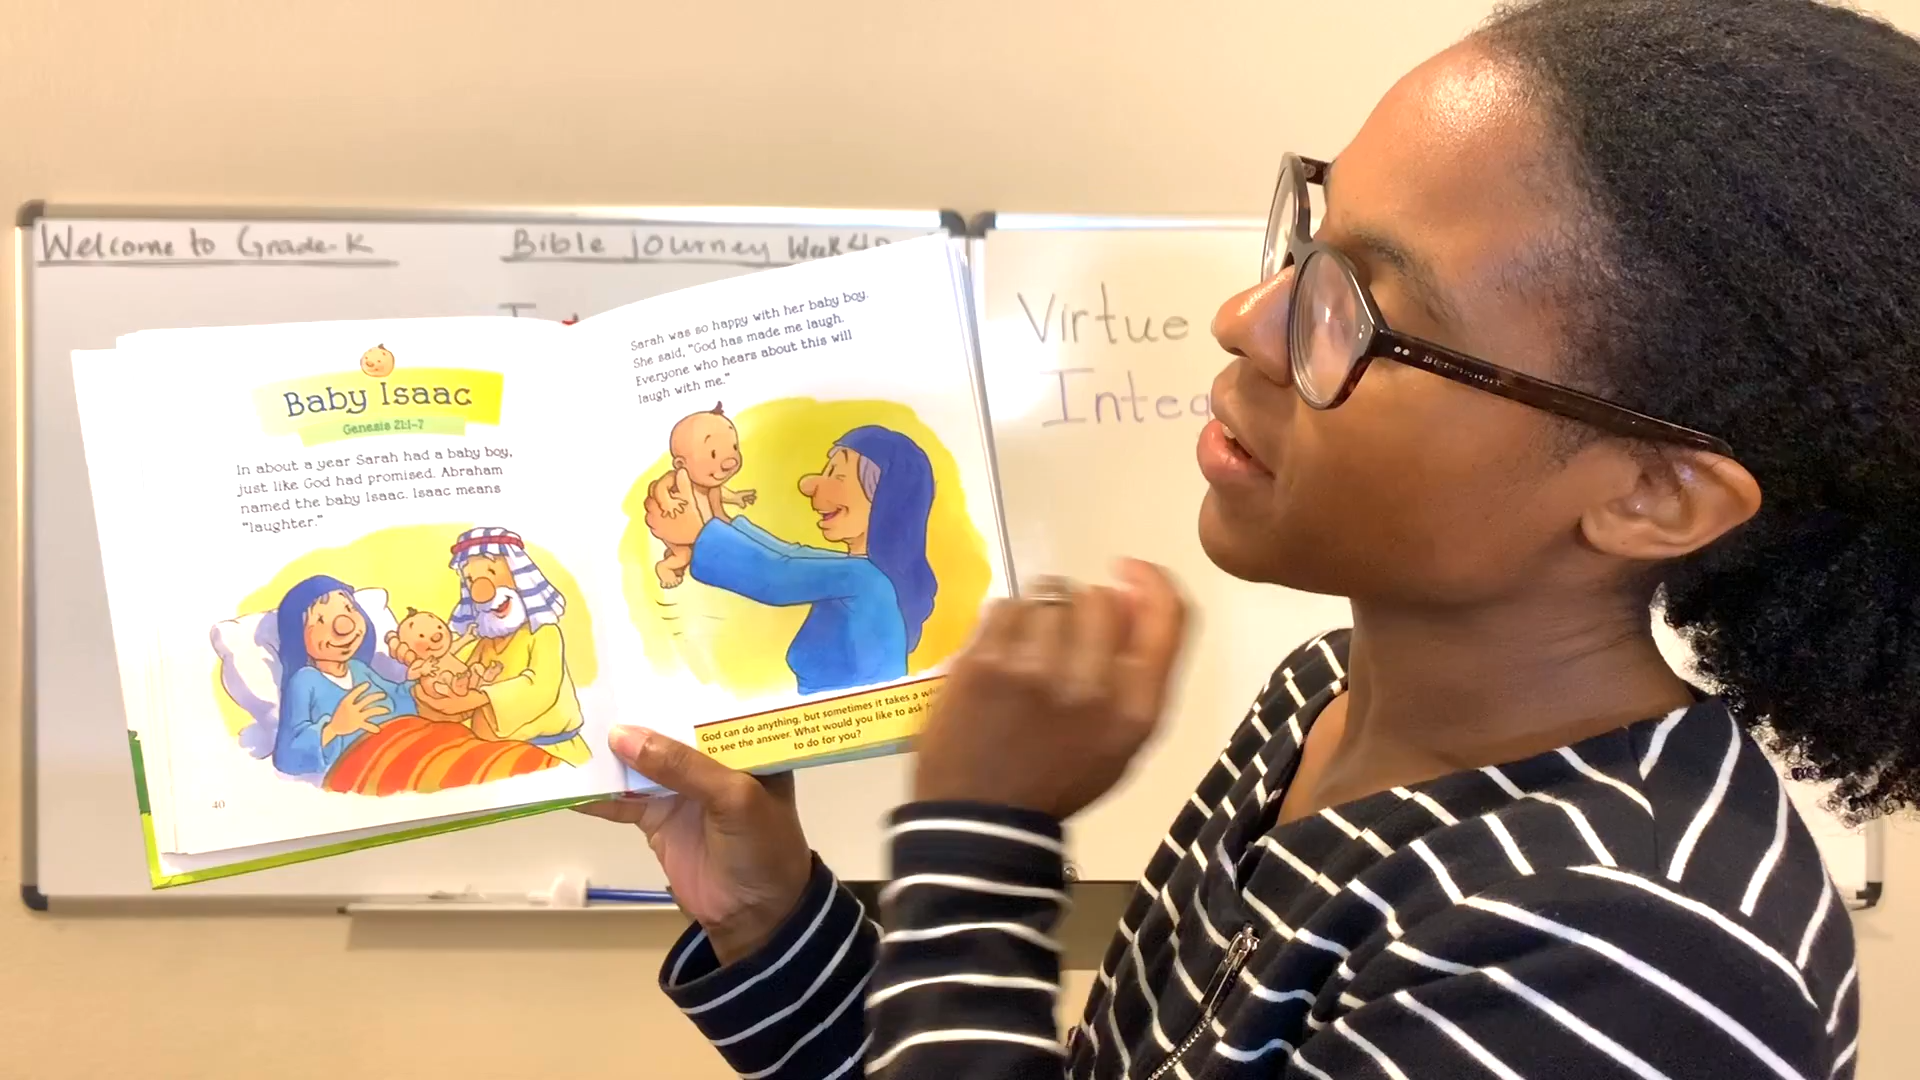 Welcome to Grade-K
Bible Journey Week
Virtue
Integ
Baby Isaac
Genesis 21:1-7
In about a year Sarah had a baby boy,
just like God had promised. Abraham
named the baby Isaac. Isaac means
"laughter."
40
Sarah was so happy with her baby boy.
She said, "God has made me laugh.
Everyone who hears about this will
laugh with me."
God can do anything, but sometimes it takes a
to see the answer. What would you like to ask
to do for you?